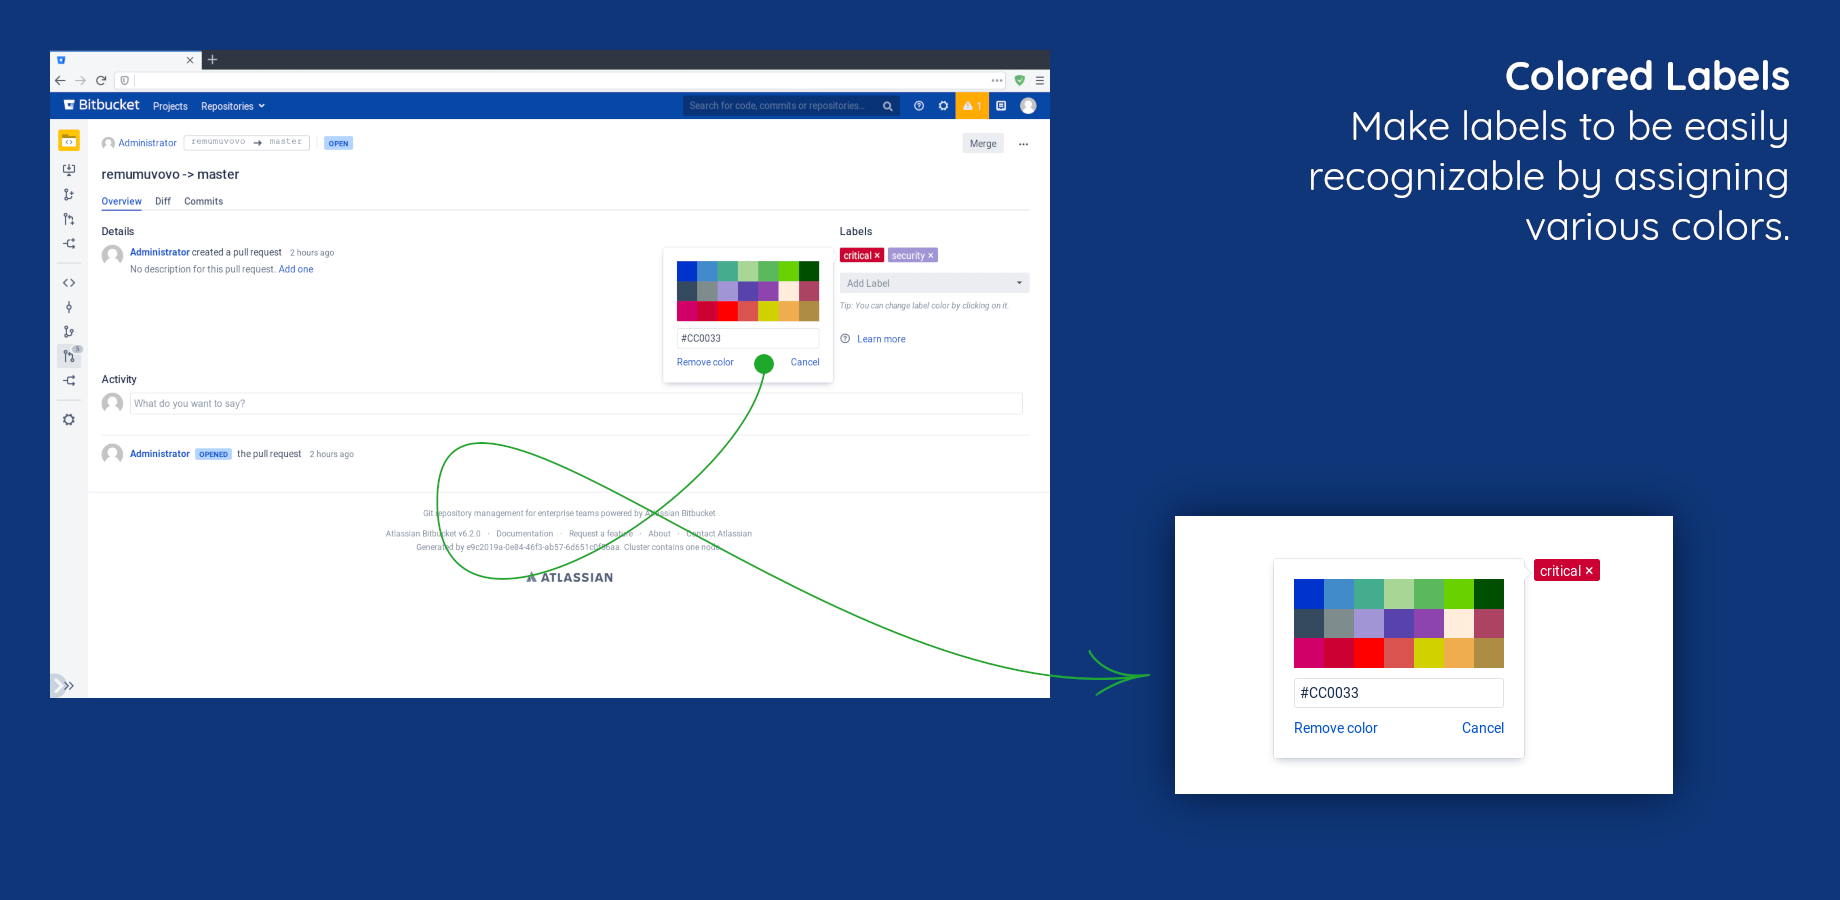 Colored Labels
Make labels to be easily
recognizable by assigning
various colors.
Bitbucket Projects Repositories Search for code, commits or repositories... 1
Administrator remumuvovo → master OPEN Merge
remumuvovo -> master
Overview Diff Commits
Details
Administrator created a pull request 2 hours ago
No description for this pull request. Add one
#CC0033
Remove color Cancel
Labels
critical × security ×
Add Label
Tip: You can change label color by clicking on it.
Learn more
5
Activity
What do you want to say?
Administrator OPENED the pull request 2 hours ago
Git repository management for enterprise teams powered by Atlassian Bitbucket
Atlassian Bitbucket v6.2.0 · Documentation · Request a feature · About · Contact Atlassian
Generated by Cluster contains one node.
ATLASSIAN
critical ×
#CC0033
Remove color Cancel